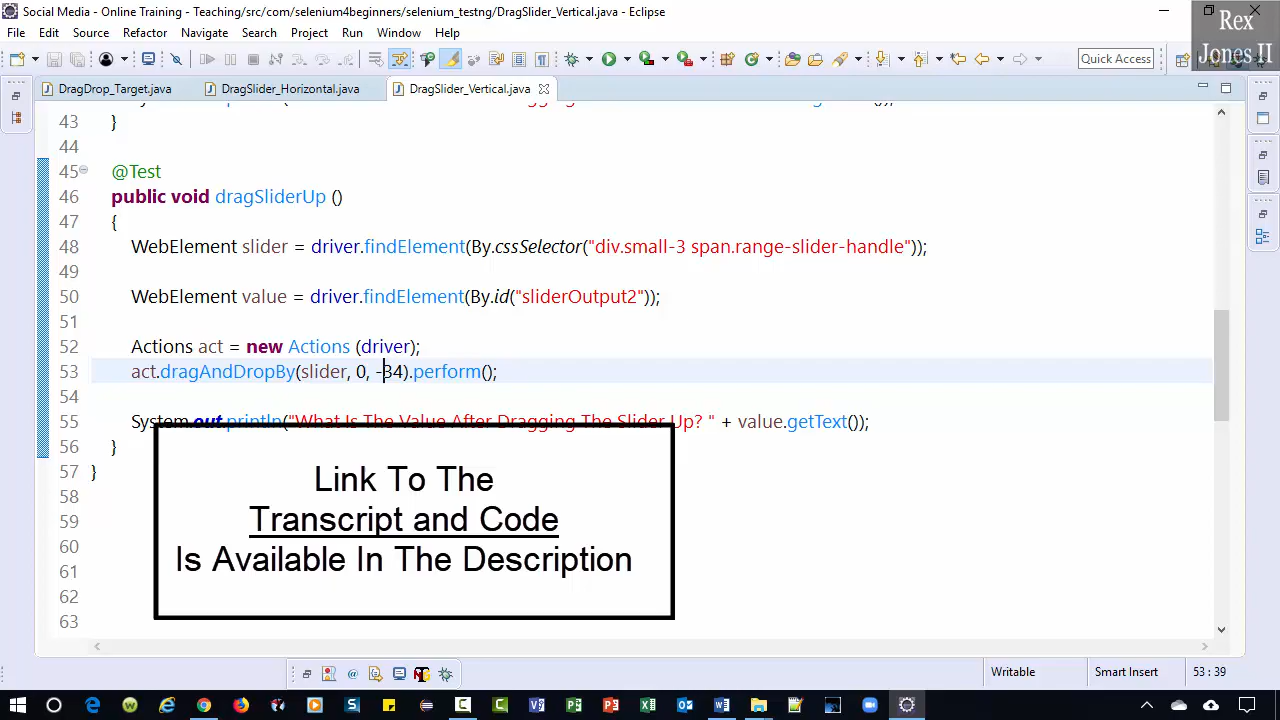 Social Media - Online Training - Teaching/src/com/selenium4beginners/selenium_testng/DragSlider_Vertical.java - Eclipse
Rex
Jones II
File Edit Source Refactor Navigate Search Project Run Window Help
Quick Access
DragDrop_Target.java DragSlider_Horizontal.java DragSlider_Vertical.java
43 }
44
45 @Test
46 public void dragSliderUp ()
47 {
48 WebElement slider = driver.findElement(By.cssSelector("div.small-3 span.range-slider-handle"));
49
50 WebElement value = driver.findElement(By.id("sliderOutput2"));
51
52 Actions act = new Actions (driver);
53 act.dragAndDropBy(slider, 0, -34).perform();
54
55 System.out.println("What Is The Value After Dragging The Slider Up? " + value.getText());
56 }
57 }
58
59
60
61
62
63
Link To The
Transcript and Code
Is Available In The Description
Writable Smart Insert 53 : 39